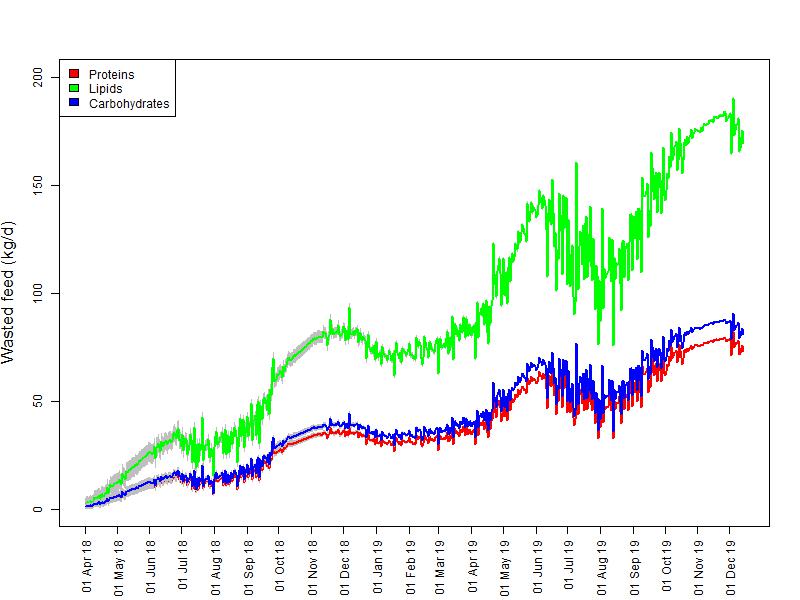 Proteins
Lipids
Carbohydrates
Wasted feed (kg/d)
200
150
100
50
0
01 Apr 18
01 May 18
01 Jun 18
01 Jul 18
01 Aug 18
01 Sep 18
01 Oct 18
01 Nov 18
01 Dec 18
01 Jan 19
01 Feb 19
01 Mar 19
01 Apr 19
01 May 19
01 Jun 19
01 Jul 19
01 Aug 19
01 Sep 19
01 Oct 19
01 Nov 19
01 Dec 19